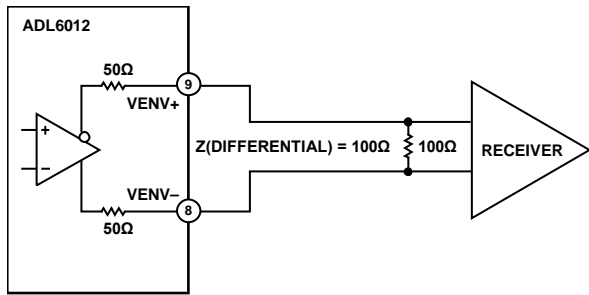 ADL6012
50Ω
9
VENV+
+
–
Z(DIFFERENTIAL) = 100Ω
100Ω
RECEIVER
VENV–
8
50Ω